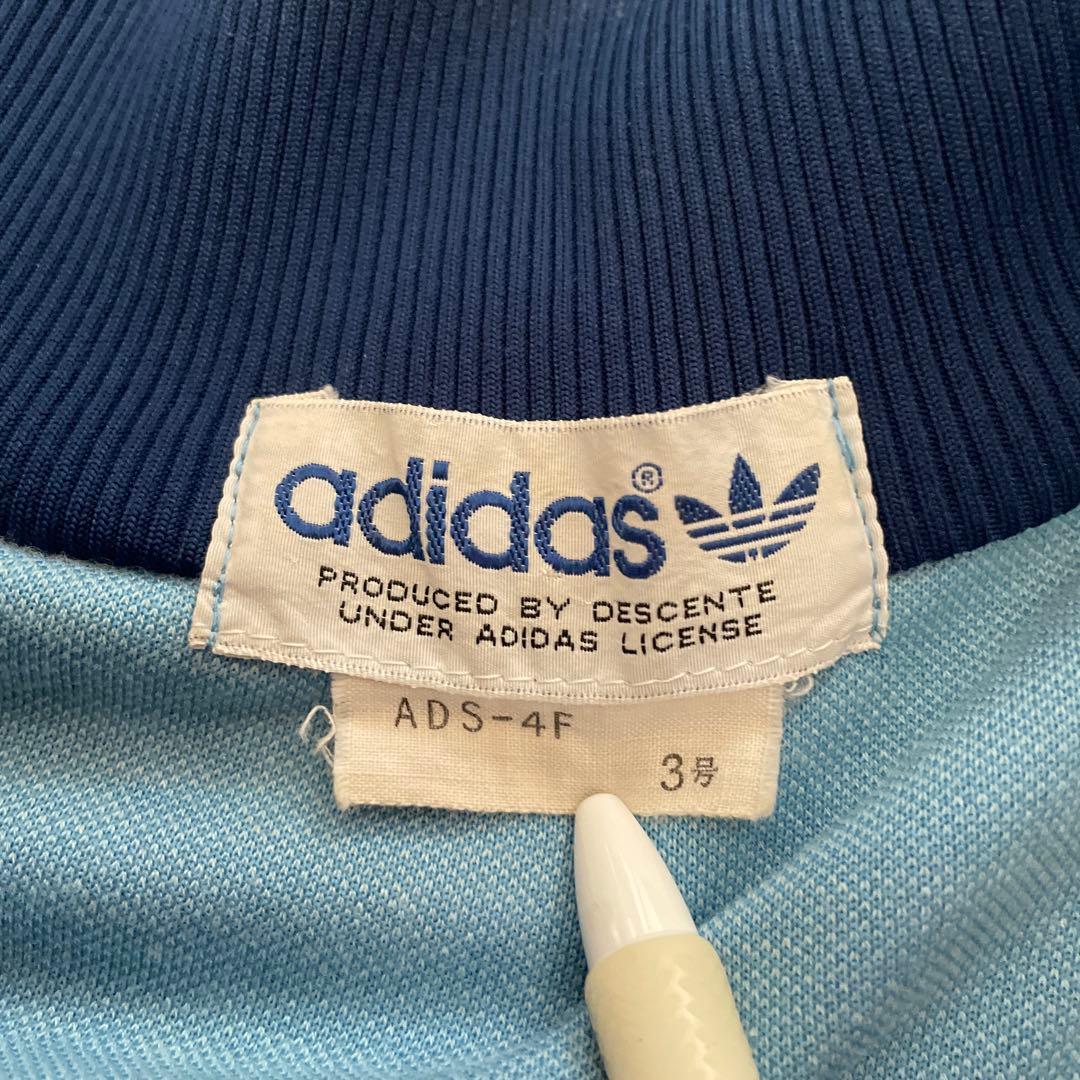 adidas®
PRODUCED BY DESCENTE
UNDER ADIDAS LICENSE
ADS-4F
3号